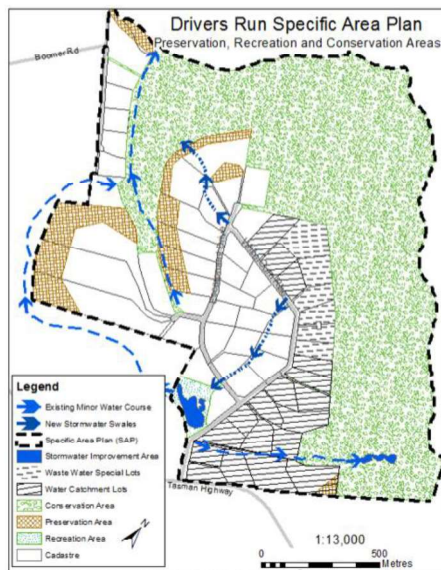 Drivers Run Specific Area Plan
Preservation, Recreation and Conservation Areas
Boomer Rd
Legend
Existing Minor Water Course
New Stormwater Swales
Specific Area Plan (SAP)
Stormwater Improvement Area
Waste Water Special Lots
Water Catchment Lots
Conservation Area
Preservation Area
Recreation Area
Cadastre
N
Tasman Highway
1:13,000
0
500
Metres